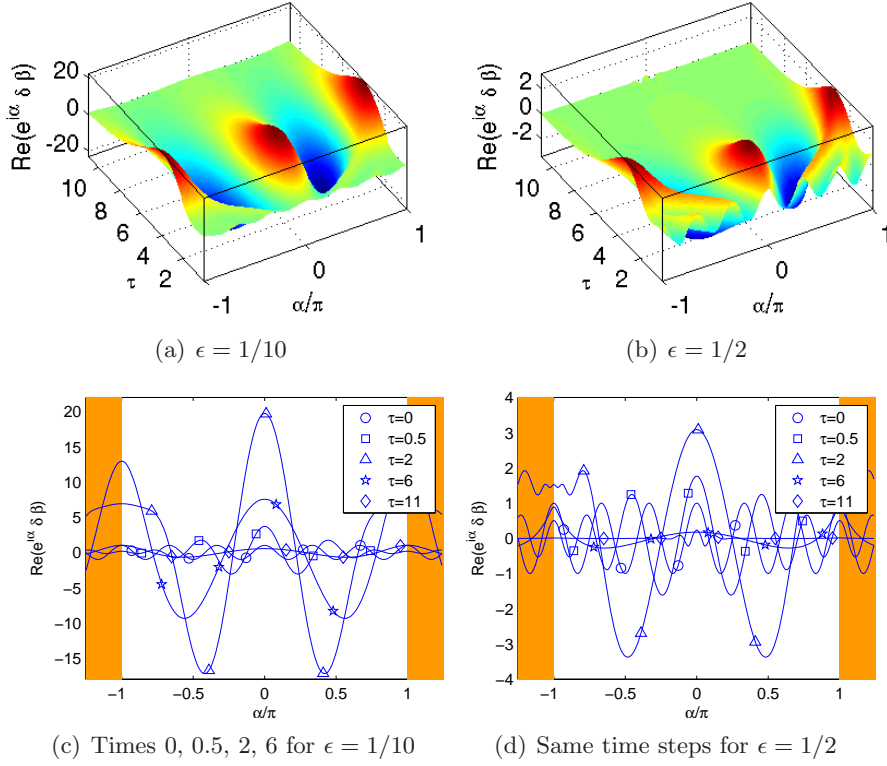 Re(e^{iα} δ β)
20
0
-20
10
8
6
4
2
τ
-1
0
1
α/π
(a) ϵ = 1/10
Re(e^{iα} δ β)
2
0
-2
10
8
6
4
2
τ
-1
0
1
α/π
(b) ϵ = 1/2
Re(e^{iα} δ β)
20
15
10
5
0
−5
−10
−15
−1
−0.5
0
0.5
1
α/π
τ=0
τ=0.5
τ=2
τ=6
τ=11
(c) Times 0, 0.5, 2, 6 for ϵ = 1/10
Re(e^{iα} δ β)
4
3
2
1
0
−1
−2
−3
−4
−1
−0.5
0
0.5
1
α/π
τ=0
τ=0.5
τ=2
τ=6
τ=11
(d) Same time steps for ϵ = 1/2